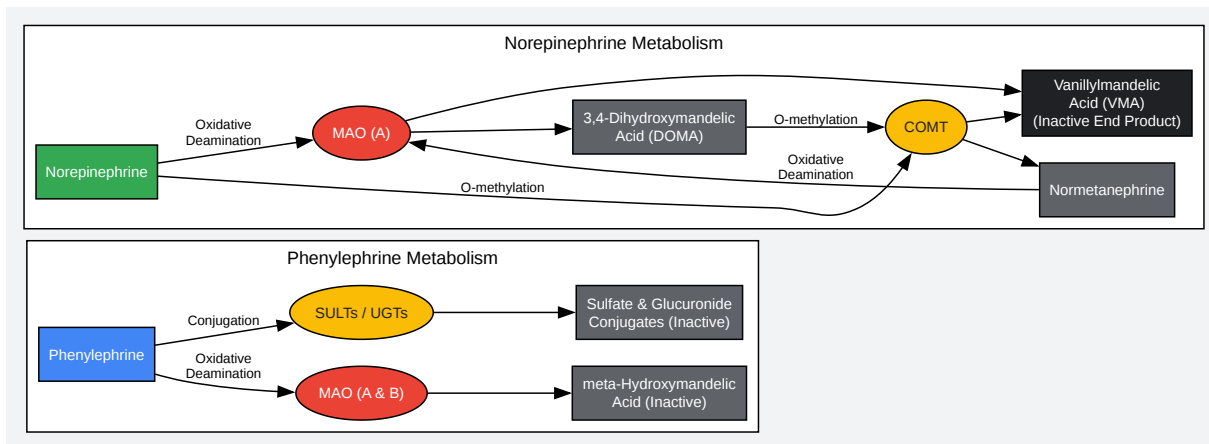 Norepinephrine Metabolism
Norepinephrine
Oxidative
Deamination
MAO (A)
3,4-Dihydroxymandelic
Acid (DOMA)
O-methylation
COMT
Vanillylmandelic
Acid (VMA)
(Inactive End Product)
Oxidative
Deamination
O-methylation
Normetanephrine
Phenylephrine Metabolism
Phenylephrine
Conjugation
SULTs / UGTs
Sulfate & Glucuronide
Conjugates (Inactive)
Oxidative
Deamination
MAO (A & B)
meta-Hydroxymandelic
Acid (Inactive)